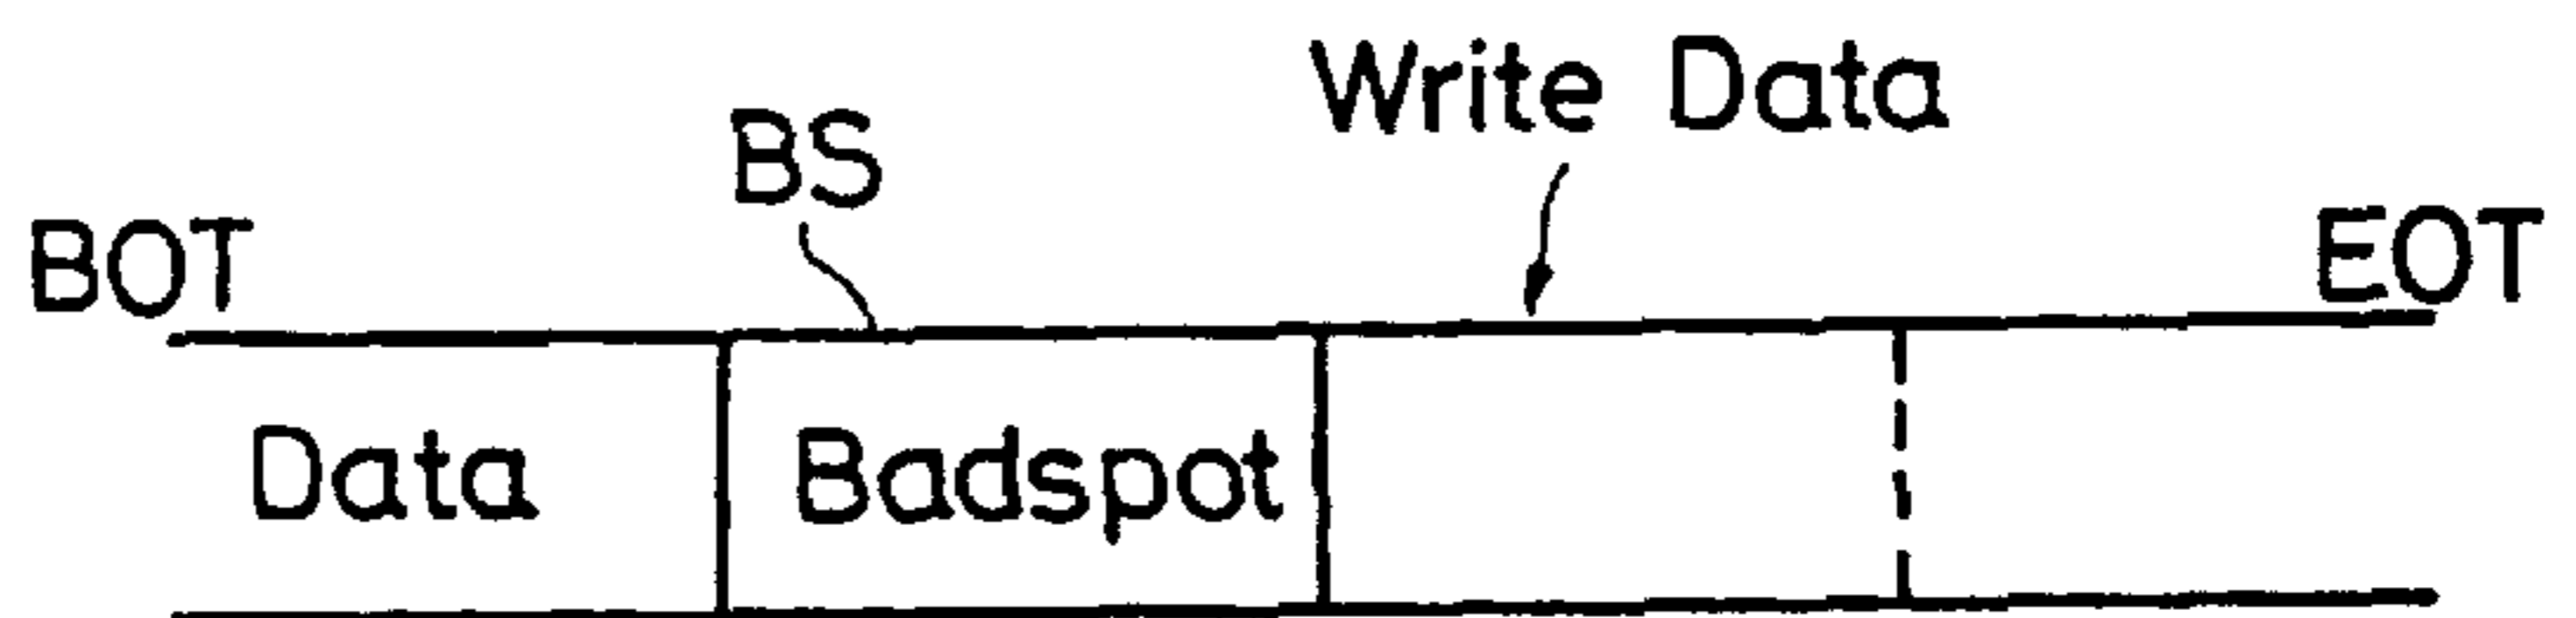 Write Data
BS
BOT
EOT
Data
Badspot